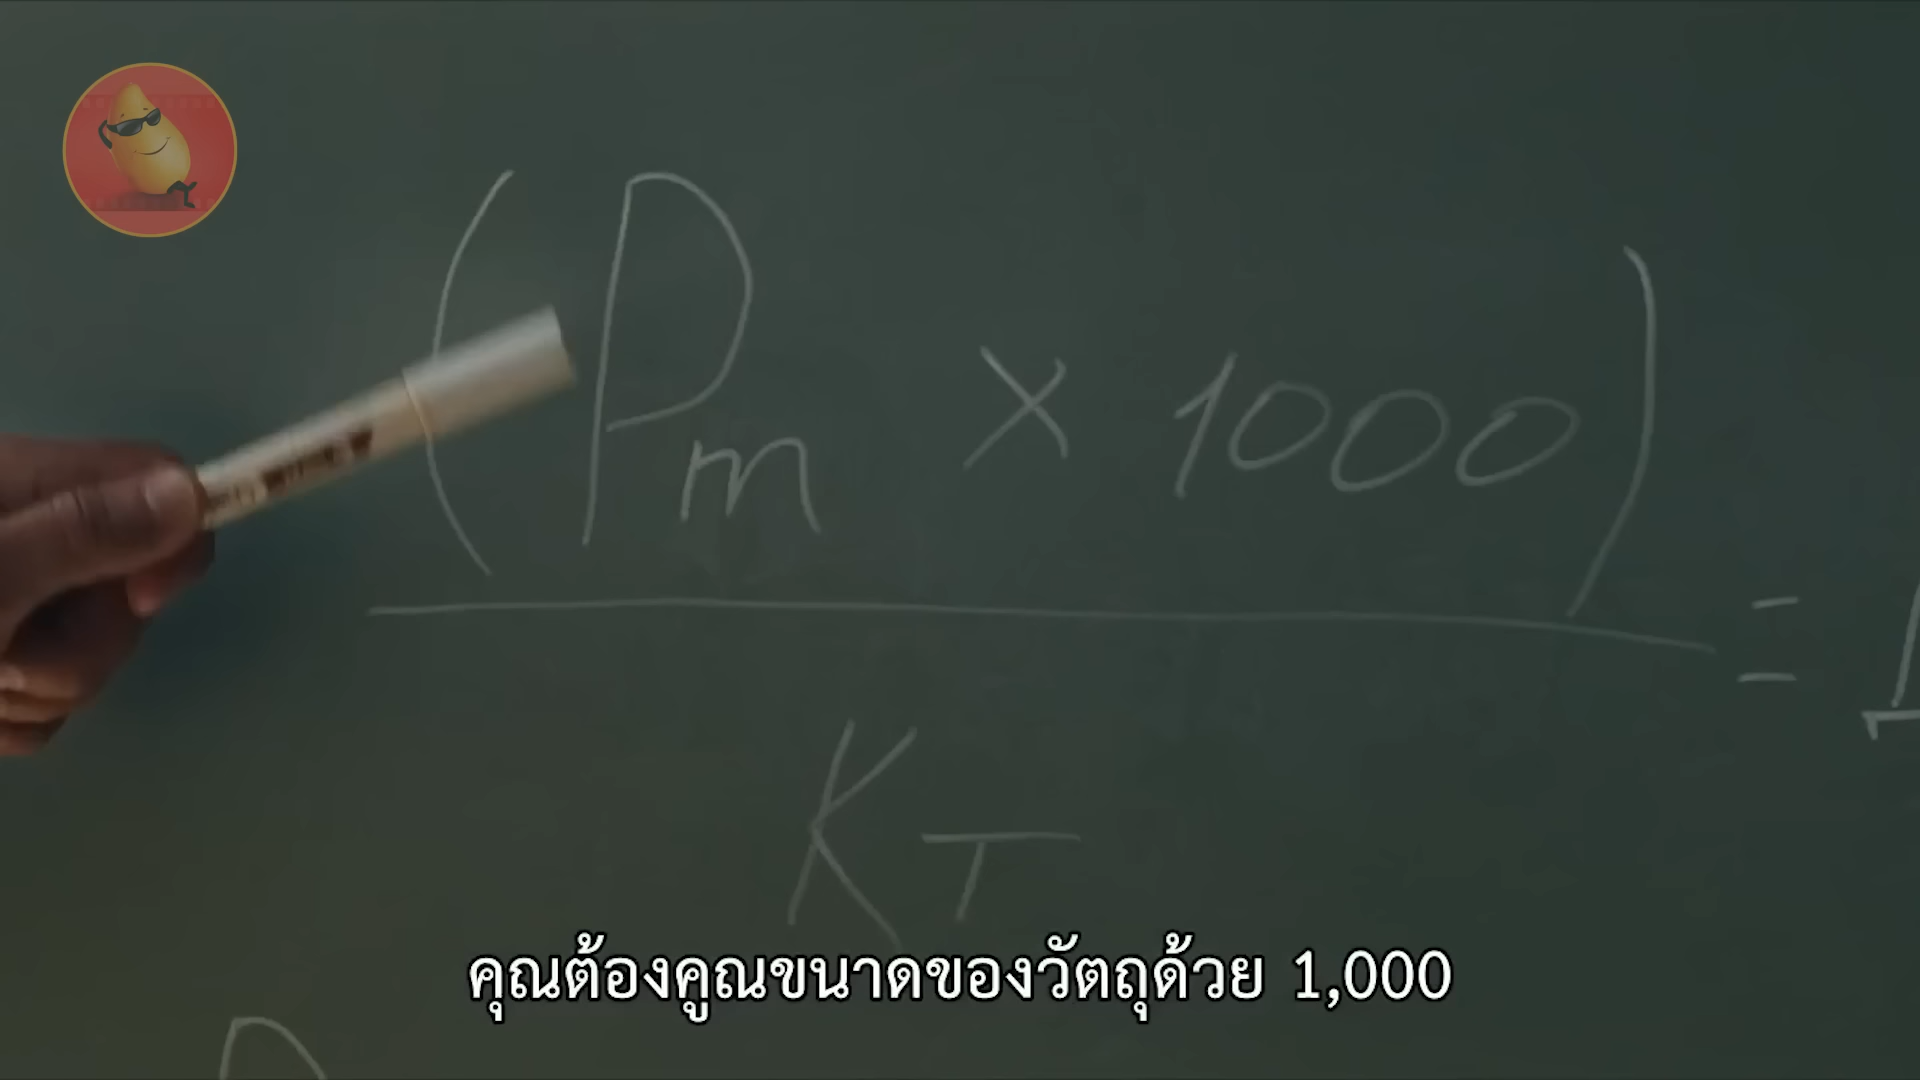 (Pm × 1000)
=
KT
คุณต้องคูณขนาดของวัตถุด้วย 1,000